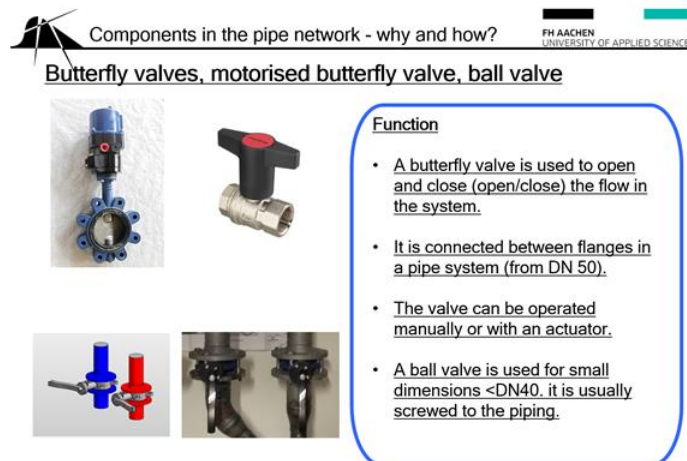 Components in the pipe network - why and how?
FH AACHEN
UNIVERSITY OF APPLIED SCIENCE
Butterfly valves, motorised butterfly valve, ball valve
Function
• A butterfly valve is used to open
and close (open/close) the flow in
the system.
• It is connected between flanges in
a pipe system (from DN 50).
• The valve can be operated
manually or with an actuator.
• A ball valve is used for small
dimensions <DN40. it is usually
screwed to the piping.